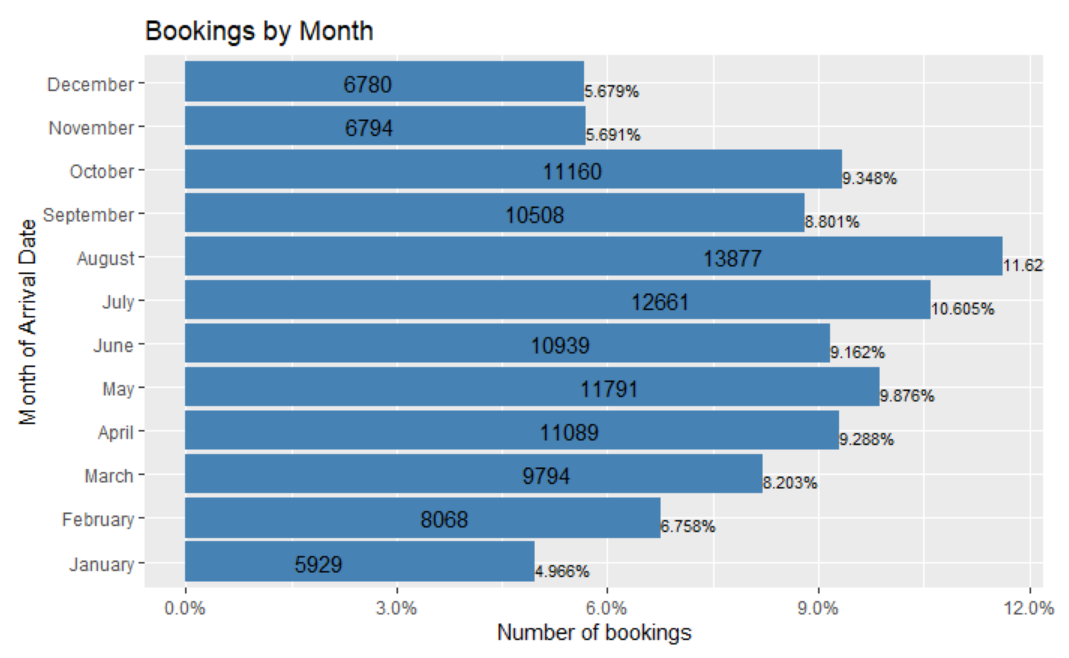 Bookings by Month
Month of Arrival Date
December 6780 5.679%
November 6794 5.691%
October 11160 9.348%
September 10508 8.801%
August 13877 11.62
July 12661 10.605%
June 10939 9.162%
May 11791 9.876%
April 11089 9.288%
March 9794 8.203%
February 8068 6.758%
January 5929 4.966%
0.0% 3.0% 6.0% 9.0% 12.0%
Number of bookings